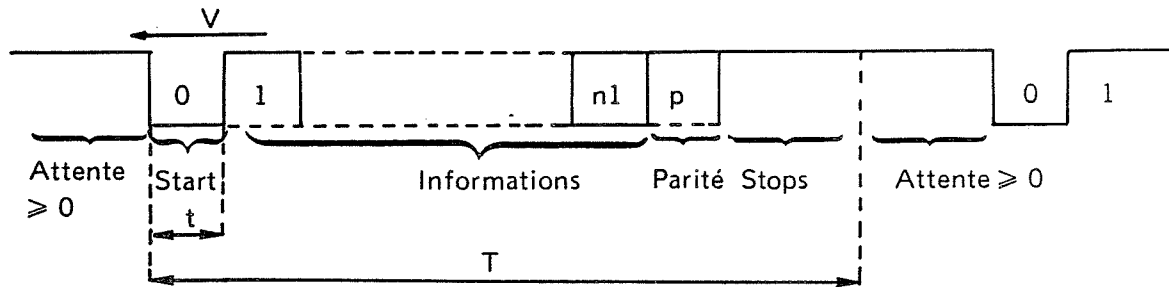 V
0 1 n1 p 0 1
Attente Start Informations Parité Stops Attente ⩾ 0
⩾ 0
t
T